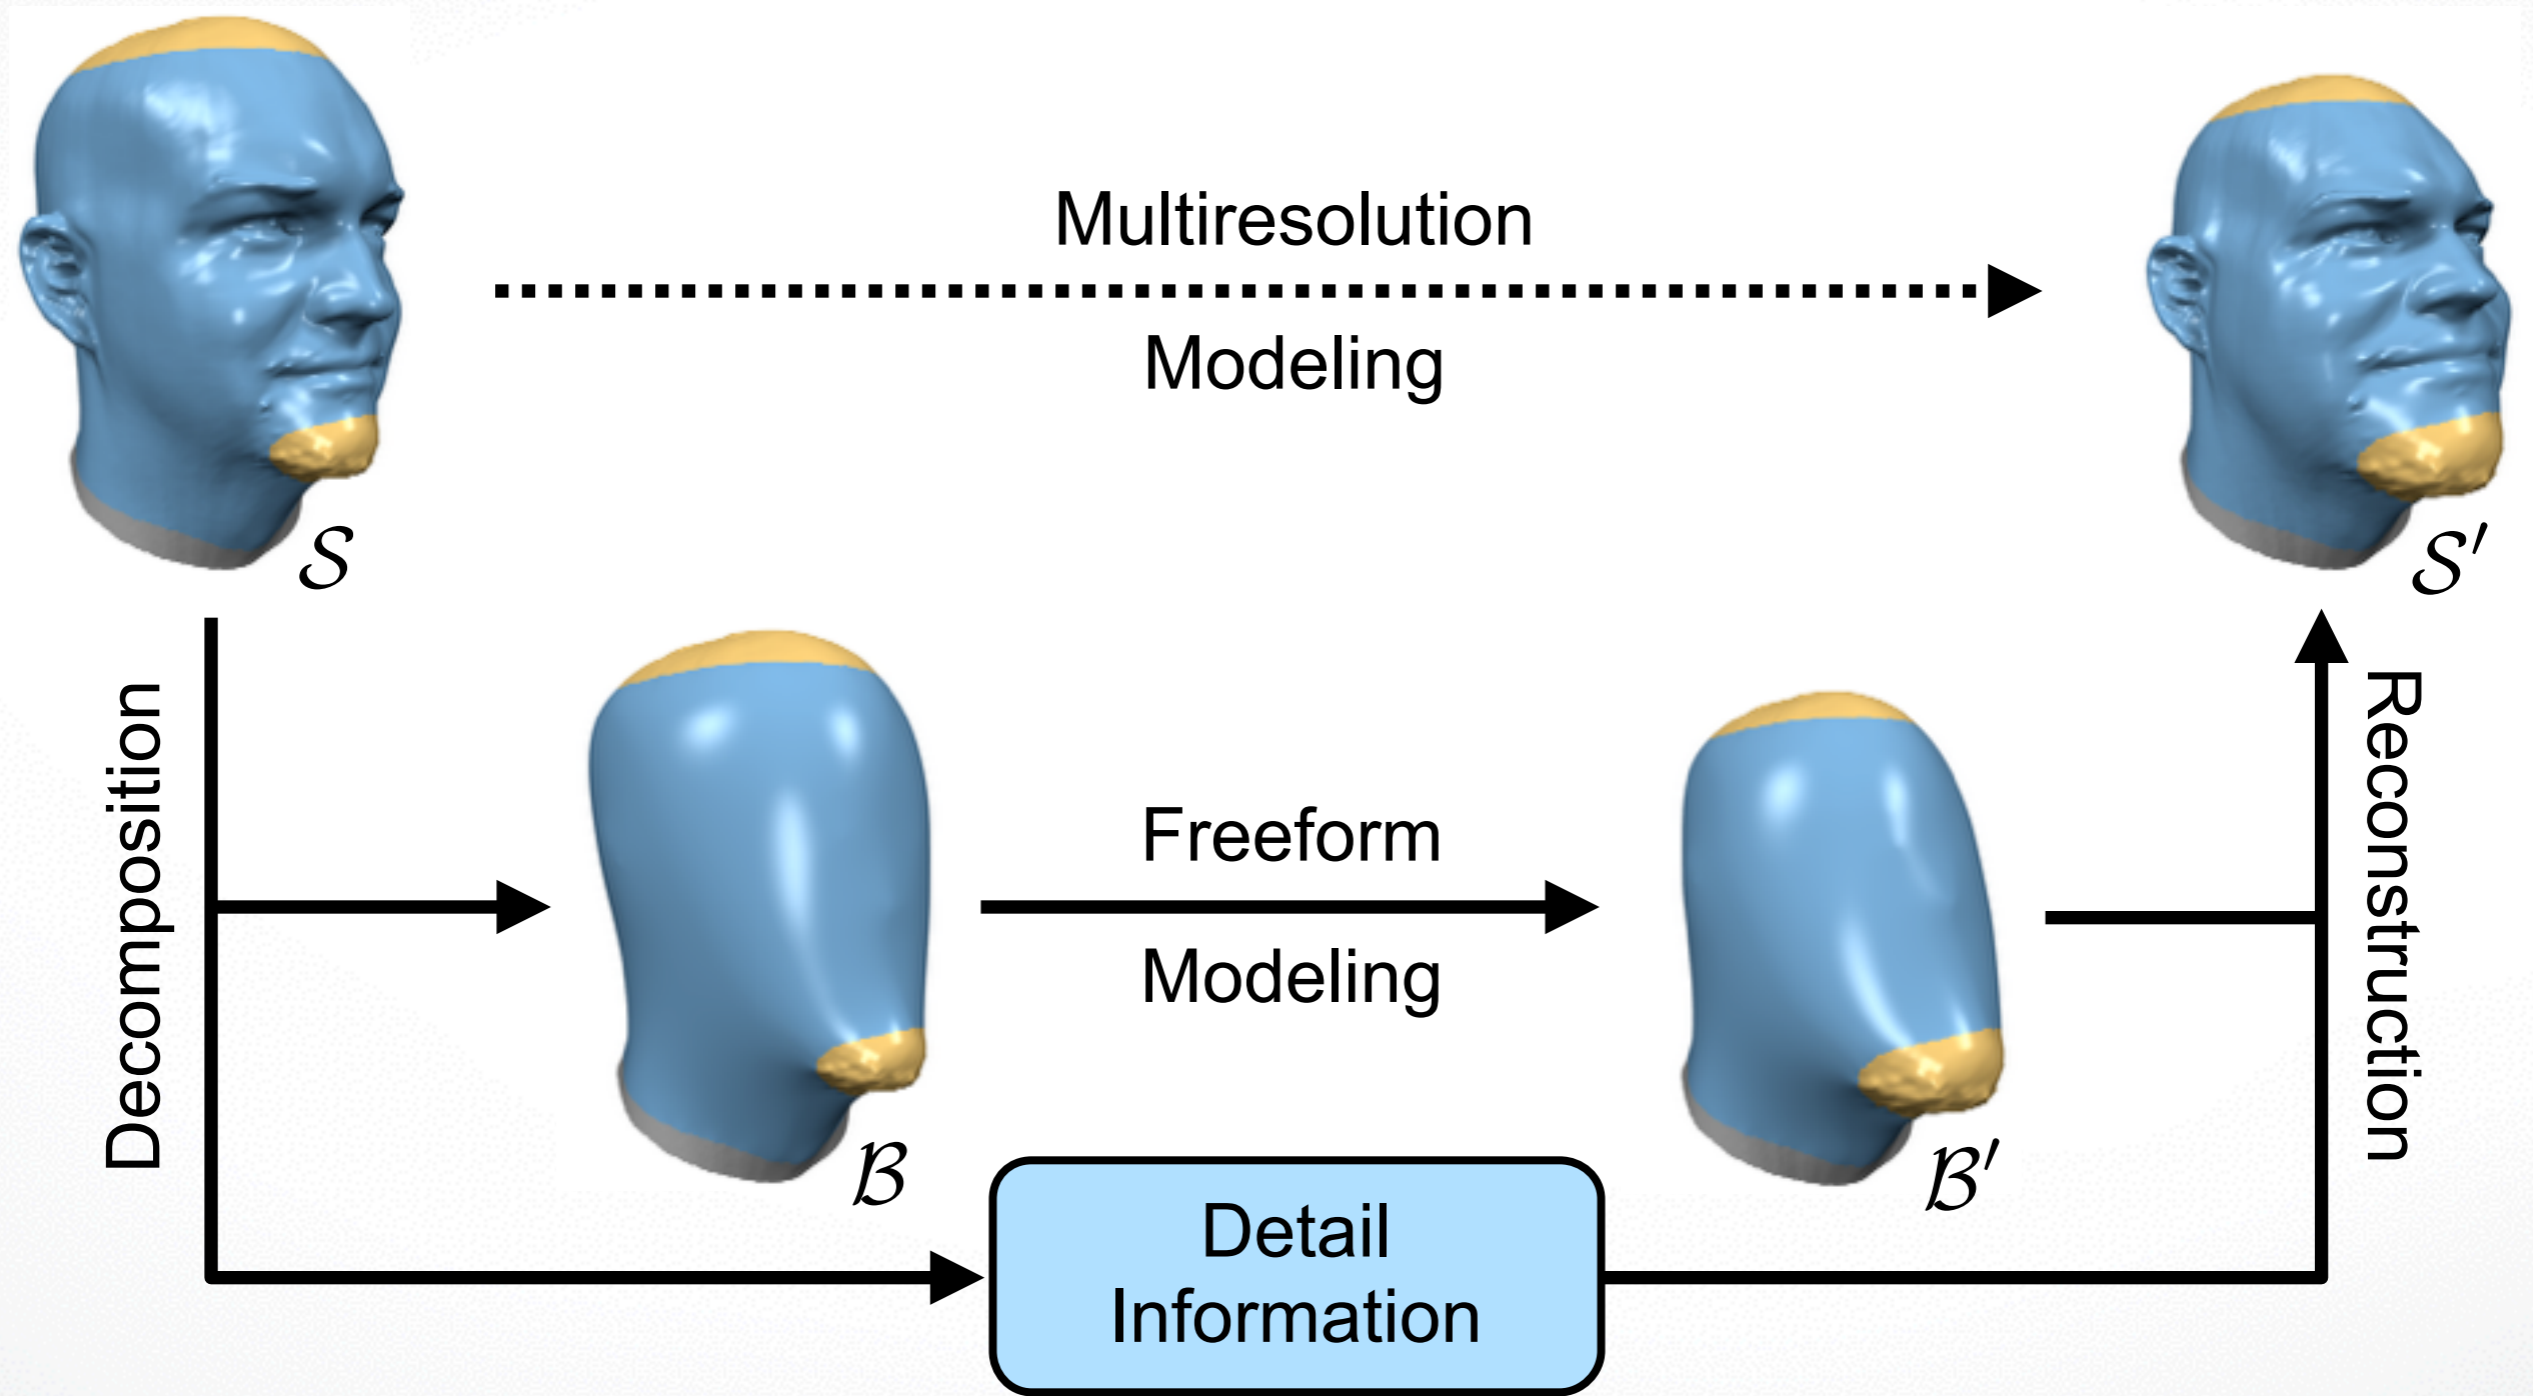 Multiresolution
Modeling
𝒮
𝒮′
Decomposition
Freeform
Modeling
Reconstruction
ℬ
ℬ′
Detail
Information